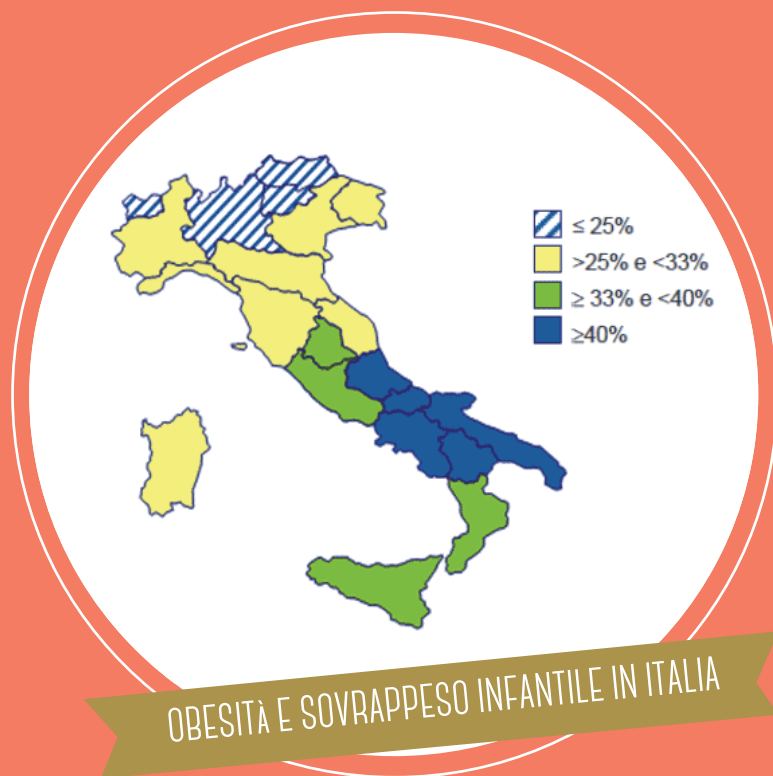 ≤ 25%
>25% e <33%
≥ 33% e <40%
≥40%
OBESITÀ E SOVRAPPESO INFANTILE IN ITALIA